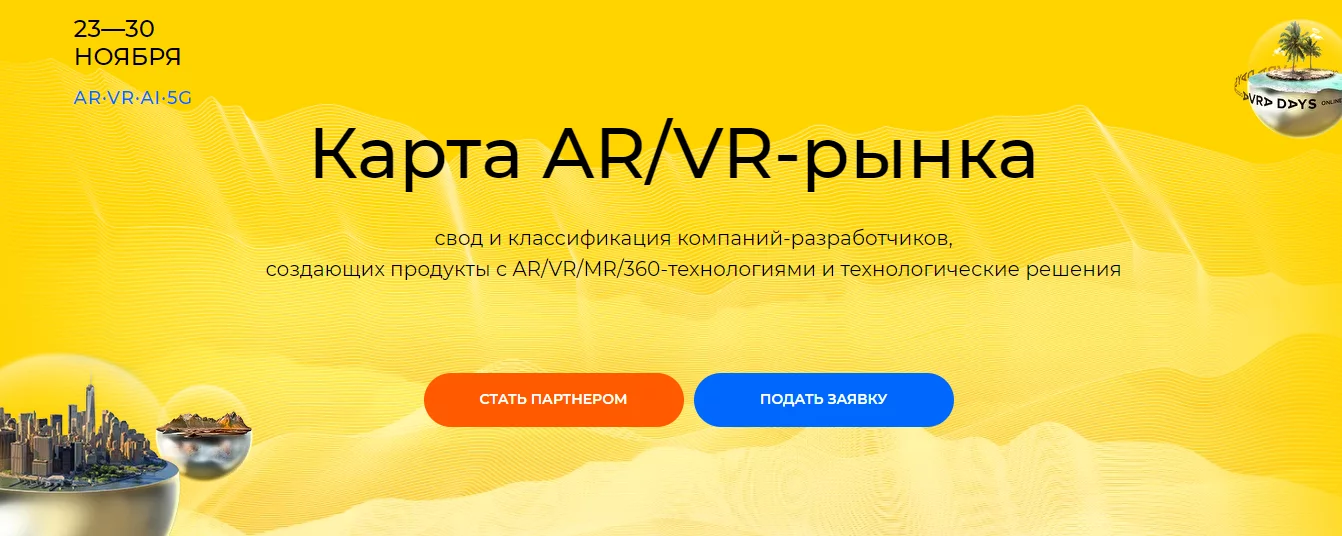 23—30
НОЯБРЯ
AR·VR·AI·5G
AVRA DAYS ONLINE
Карта AR/VR-рынка
свод и классификация компаний-разработчиков,
создающих продукты с AR/VR/MR/360-технологиями и технологические решения
СТАТЬ ПАРТНЕРОМ
ПОДАТЬ ЗАЯВКУ